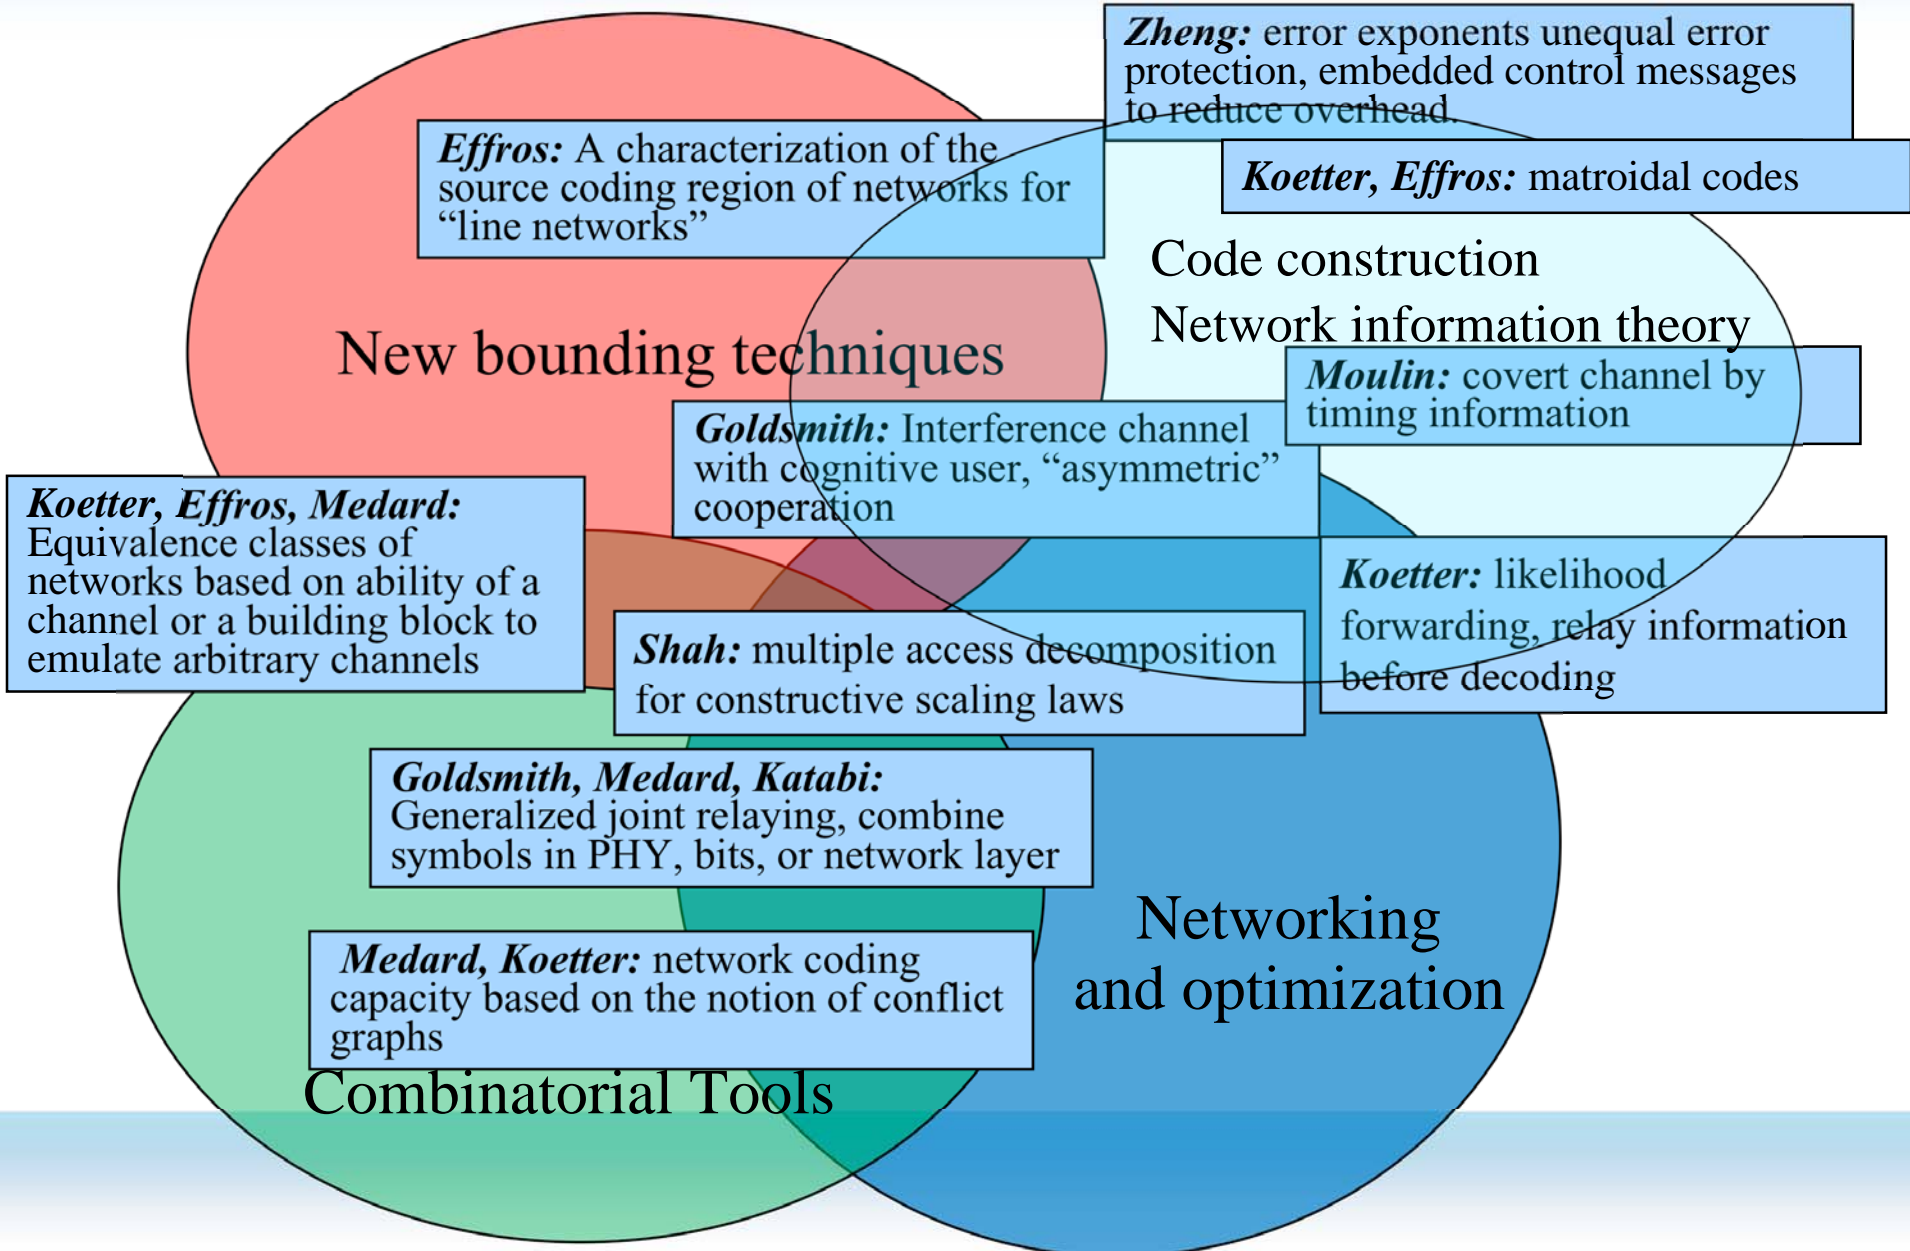 Zheng: error exponents unequal error
protection, embedded control messages
to reduce overhead.
Effros: A characterization of the
source coding region of networks for
“line networks”
Koetter, Effros: matroidal codes
Code construction
Network information theory
New bounding techniques
Moulin: covert channel by
timing information
Goldsmith: Interference channel
with cognitive user, “asymmetric”
cooperation
Koetter, Effros, Medard:
Equivalence classes of
networks based on ability of a
channel or a building block to
emulate arbitrary channels
Koetter: likelihood
forwarding, relay information
before decoding
Shah: multiple access decomposition
for constructive scaling laws
Goldsmith, Medard, Katabi:
Generalized joint relaying, combine
symbols in PHY, bits, or network layer
Networking
and optimization
Medard, Koetter: network coding
capacity based on the notion of conflict
graphs
Combinatorial Tools